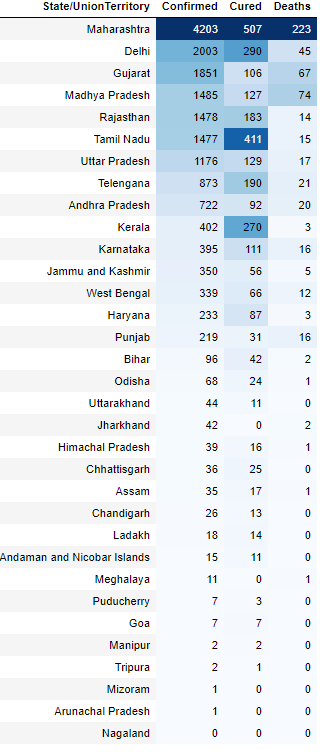 State/UnionTerritory Confirmed Cured Deaths
Maharashtra 4203 507 223
Delhi 2003 290 45
Gujarat 1851 106 67
Madhya Pradesh 1485 127 74
Rajasthan 1478 183 14
Tamil Nadu 1477 411 15
Uttar Pradesh 1176 129 17
Telengana 873 190 21
Andhra Pradesh 722 92 20
Kerala 402 270 3
Karnataka 395 111 16
Jammu and Kashmir 350 56 5
West Bengal 339 66 12
Haryana 233 87 3
Punjab 219 31 16
Bihar 96 42 2
Odisha 68 24 1
Uttarakhand 44 11 0
Jharkhand 42 0 2
Himachal Pradesh 39 16 1
Chhattisgarh 36 25 0
Assam 35 17 1
Chandigarh 26 13 0
Ladakh 18 14 0
Andaman and Nicobar Islands 15 11 0
Meghalaya 11 0 1
Puducherry 7 3 0
Goa 7 7 0
Manipur 2 2 0
Tripura 2 1 0
Mizoram 1 0 0
Arunachal Pradesh 1 0 0
Nagaland 0 0 0